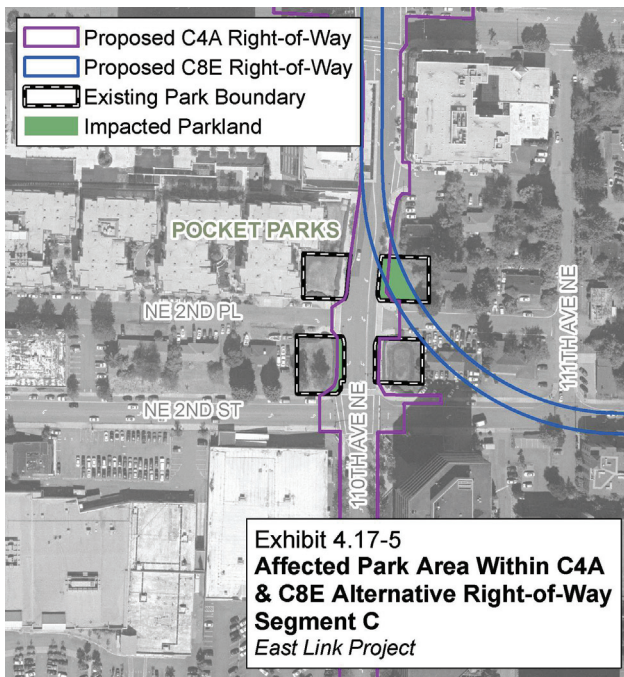 Proposed C4A Right-of-Way
Proposed C8E Right-of-Way
Existing Park Boundary
Impacted Parkland
POCKET PARKS
NE 2ND PL
NE 2ND ST
110TH AVE NE
111TH AVE NE
Exhibit 4.17-5
Affected Park Area Within C4A
& C8E Alternative Right-of-Way
Segment C
East Link Project